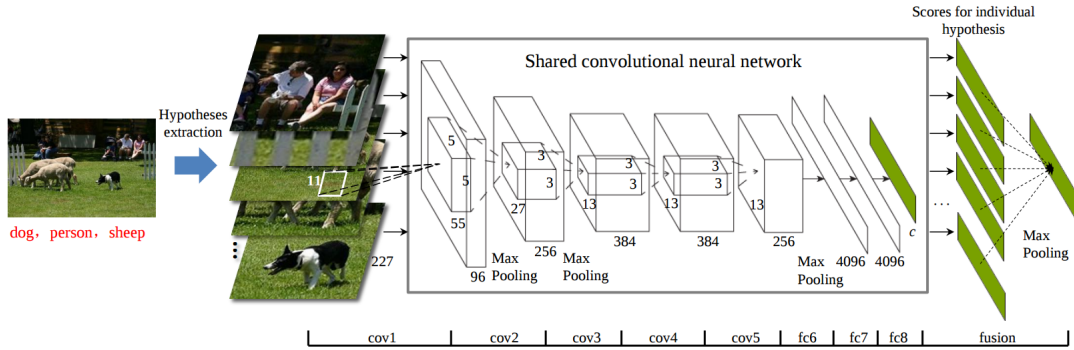 Scores for individual
hypothesis
Hypotheses
extraction
Shared convolutional neural network
dog, person, sheep
11
227
5
5
55
96
Max
Pooling
3
3
27
256
Max
Pooling
3
3
13
384
3
3
13
384
13
256
Max
Pooling
4096
4096
c
...
Max
Pooling
cov1
cov2
cov3
cov4
cov5
fc6
fc7
fc8
fusion